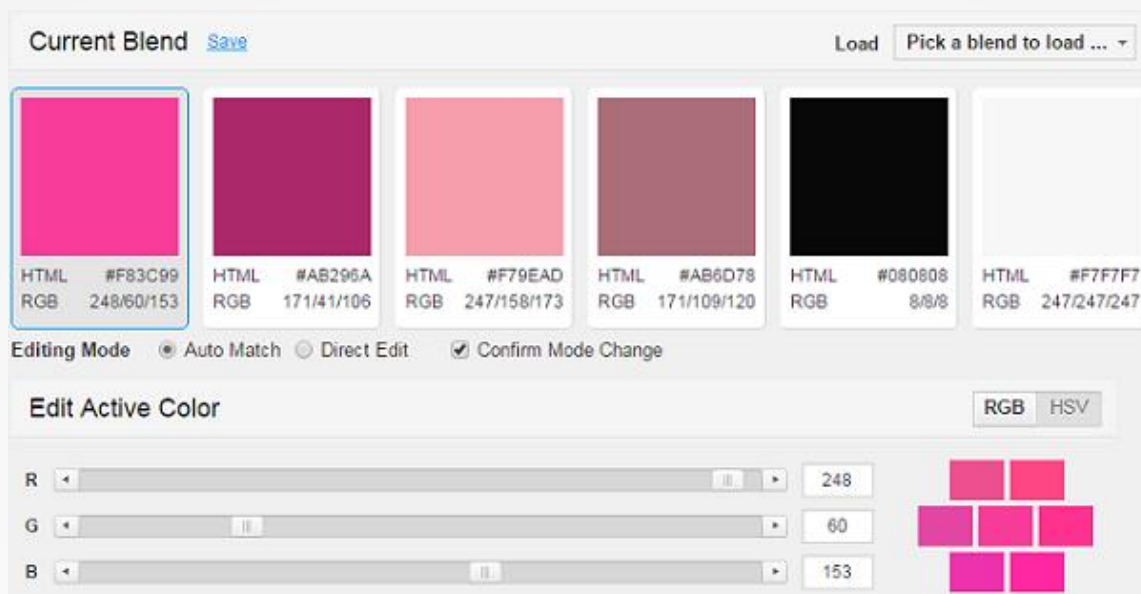 Current Blend Save Load Pick a blend to load ...
HTML #F83C99 HTML #AB296A HTML #F79EAD HTML #AB6D78 HTML #080808 HTML #F7F7F7
RGB 248/60/153 RGB 171/41/106 RGB 247/158/173 RGB 171/109/120 RGB 8/8/8 RGB 247/247/247
Editing Mode Auto Match Direct Edit Confirm Mode Change
Edit Active Color RGB HSV
R 248
G 60
B 153